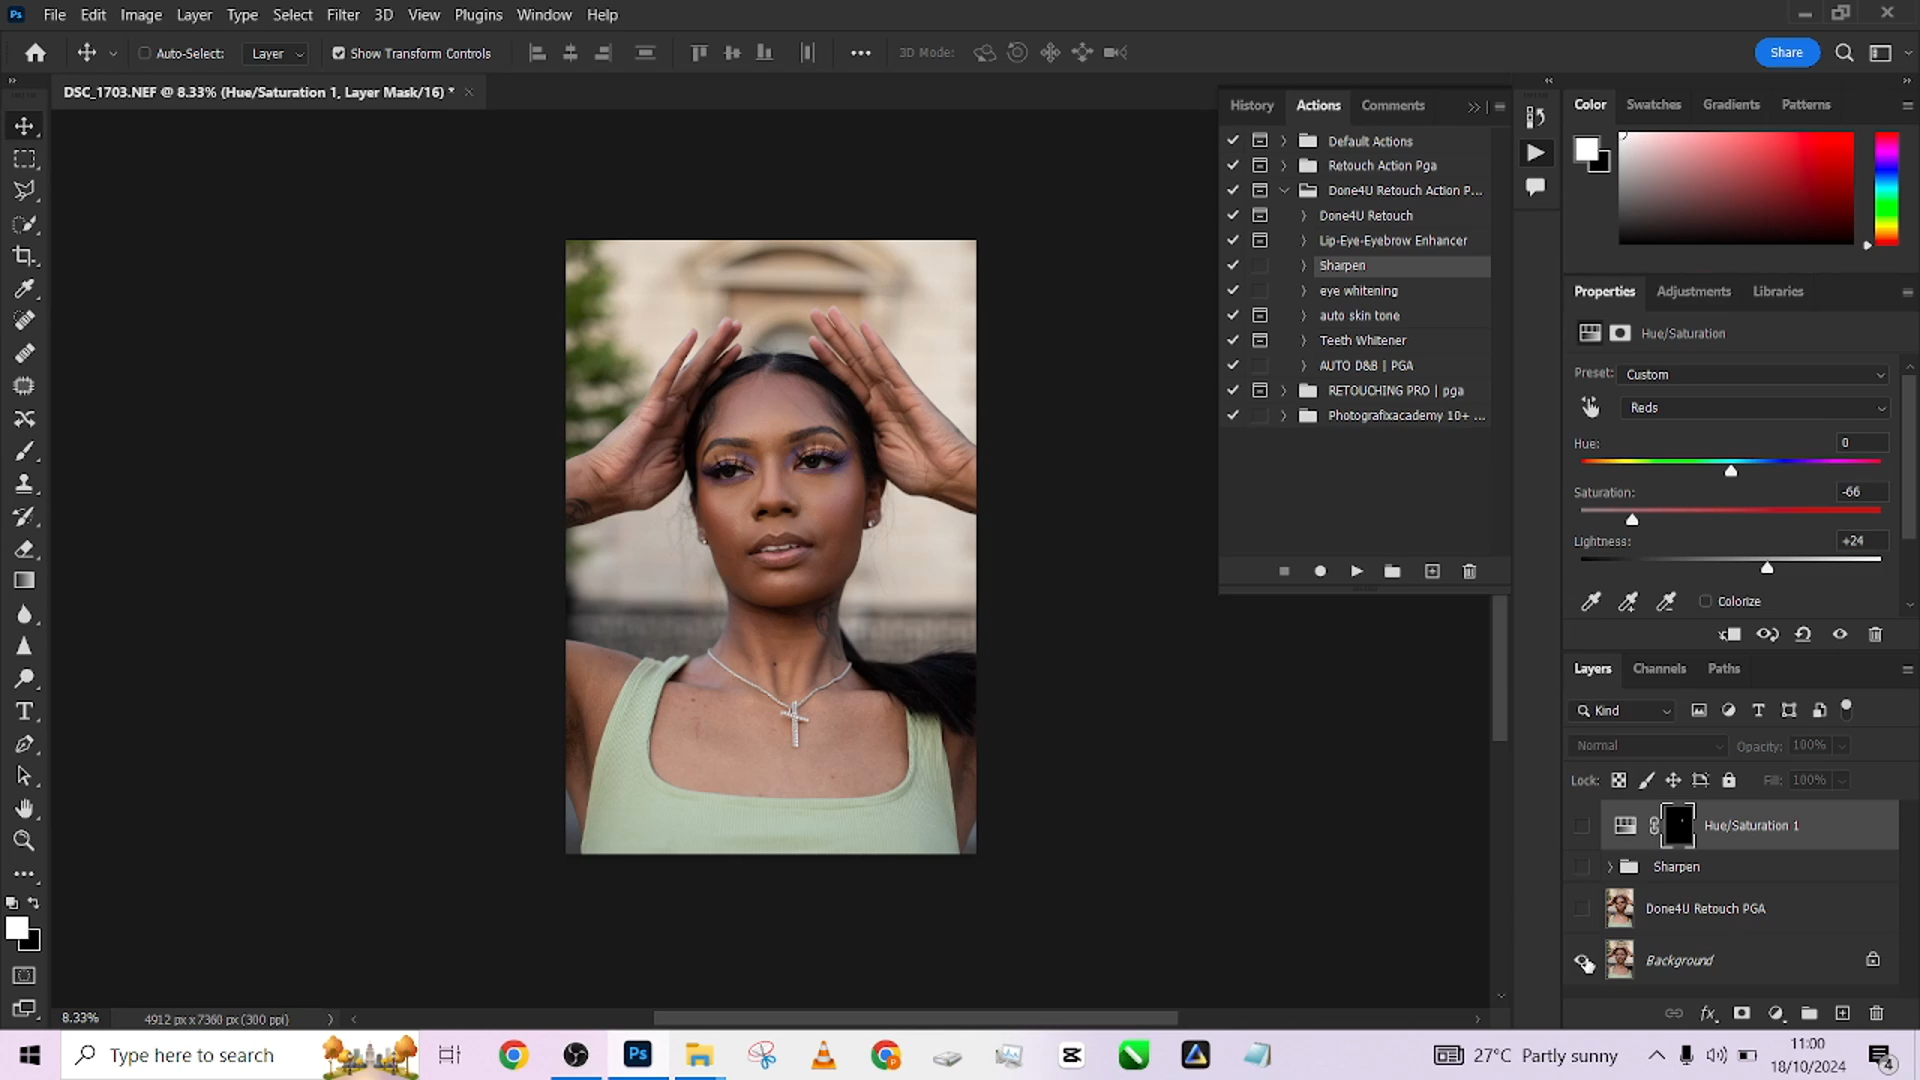 Ps File Edit Image Layer Type Select Filter 3D View Plugins Window Help
Auto-Select: Layer Show Transform Controls 3D Mode: Share
DSC_1703.NEF @ 8.33% (Hue/Saturation 1, Layer Mask/16) *
History Actions Comments
Default Actions
Retouch Action Pga
Done4U Retouch Action P...
Done4U Retouch
Lip-Eye-Eyebrow Enhancer
Sharpen
eye whitening
auto skin tone
Teeth Whitener
AUTO D&B | PGA
RETOUCHING PRO | pga
Photografixacademy 10+ ...
Color Swatches Gradients Patterns
Properties Adjustments Libraries
Hue/Saturation
Preset: Custom
Reds
Hue: 0
Saturation: -66
Lightness: +24
Colorize
Layers Channels Paths
Kind
Normal Opacity: 100%
Lock: Fill: 100%
Hue/Saturation 1
Sharpen
Done4U Retouch PGA
Background
8.33% 4912 px x 7360 px (300 ppi)
Type here to search Ps 27°C Partly sunny 11:00
18/10/2024 4